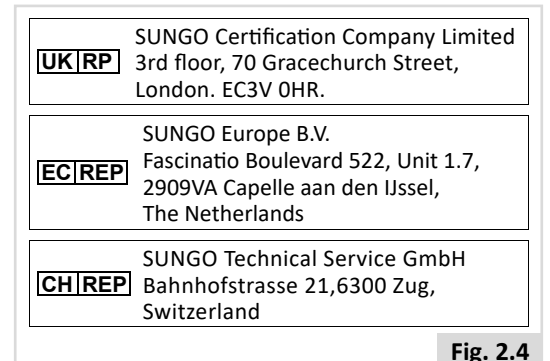 SUNGO Certification Company Limited
UK RP 3rd floor, 70 Gracechurch Street,
London. EC3V 0HR.
SUNGO Europe B.V.
Fascinatio Boulevard 522, Unit 1.7,
EC REP
2909VA Capelle aan den IJssel,
The Netherlands
SUNGO Technical Service GmbH
CH REP Bahnhofstrasse 21,6300 Zug,
Switzerland
Fig. 2.4